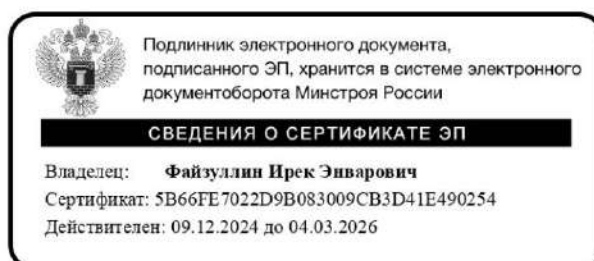 Подлинник электронного документа,
подписанного ЭП, хранится в системе электронного
документоборота Минстроя России
СВЕДЕНИЯ О СЕРТИФИКАТЕ ЭП
Владелец: Файзуллин Ирек Энварович
Сертификат: 5B66FE7022D9B083009CB3D41E490254
Действителен: 09.12.2024 до 04.03.2026